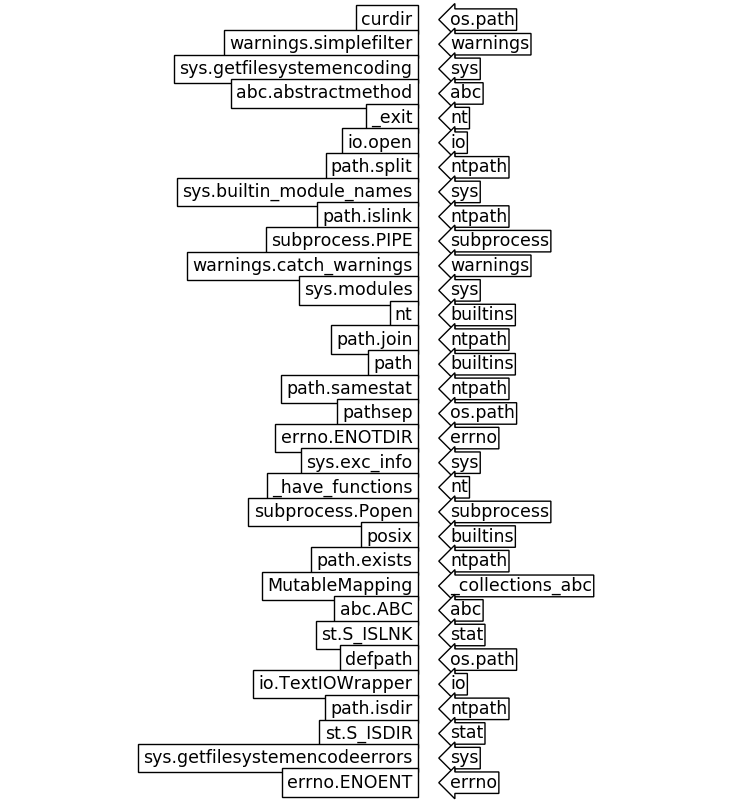 curdir os.path
warnings.simplefilter warnings
sys.getfilesystemencoding sys
abc.abstractmethod abc
_exit nt
io.open io
path.split ntpath
sys.builtin_module_names sys
path.islink ntpath
subprocess.PIPE subprocess
warnings.catch_warnings warnings
sys.modules sys
nt builtins
path.join ntpath
path builtins
path.samestat ntpath
pathsep os.path
errno.ENOTDIR errno
sys.exc_info sys
_have_functions nt
subprocess.Popen subprocess
posix builtins
path.exists ntpath
MutableMapping _collections_abc
abc.ABC abc
st.S_ISLNK stat
defpath os.path
io.TextIOWrapper io
path.isdir ntpath
st.S_ISDIR stat
sys.getfilesystemencodeerrors sys
errno.ENOENT errno